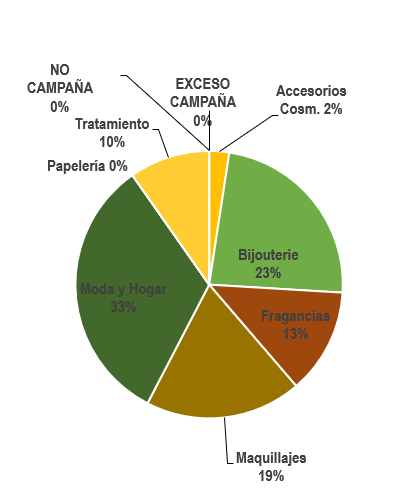 NO
CAMPAÑA
0%
EXCESO
CAMPAÑA
0%
Accesorios
Cosm. 2%
Tratamiento
10%
Papelería 0%
Bijouterie
23%
Moda y Hogar
33%
Fragancias
13%
Maquillajes
19%